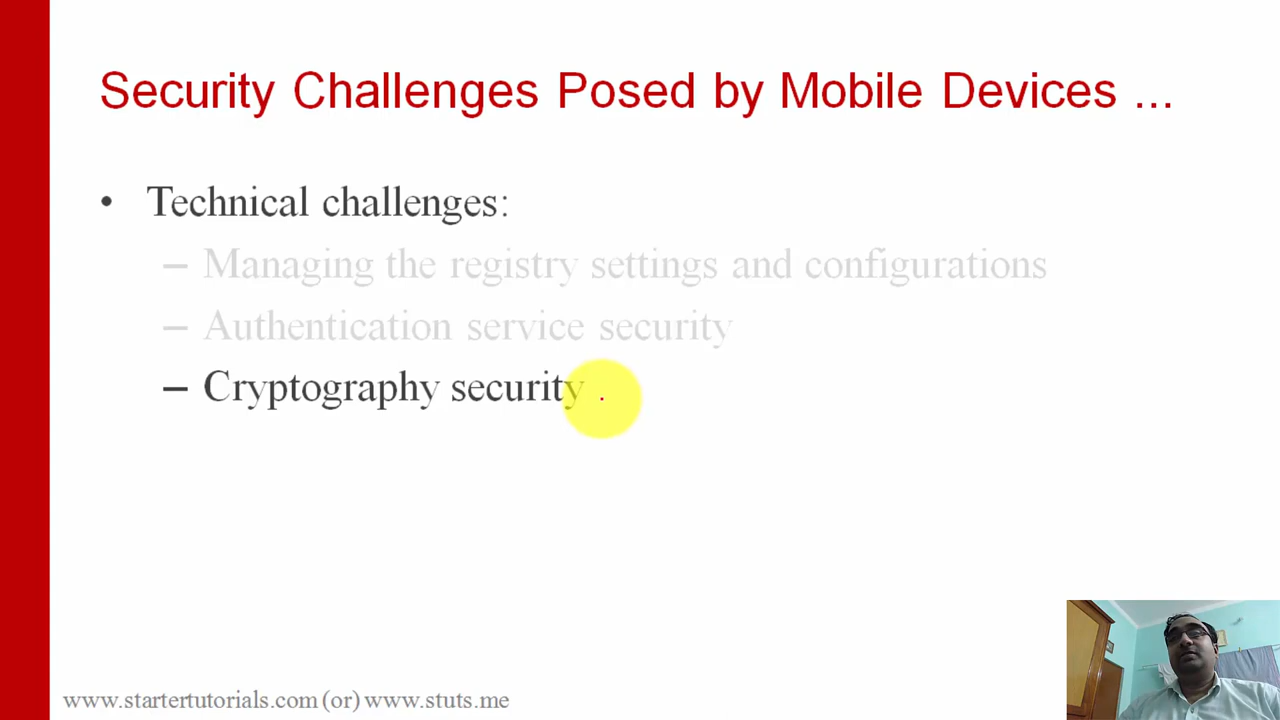 Security Challenges Posed by Mobile Devices ...
• Technical challenges:
– Managing the registry settings and configurations
– Authentication service security
– Cryptography security
www.startertutorials.com (or) www.stuts.me